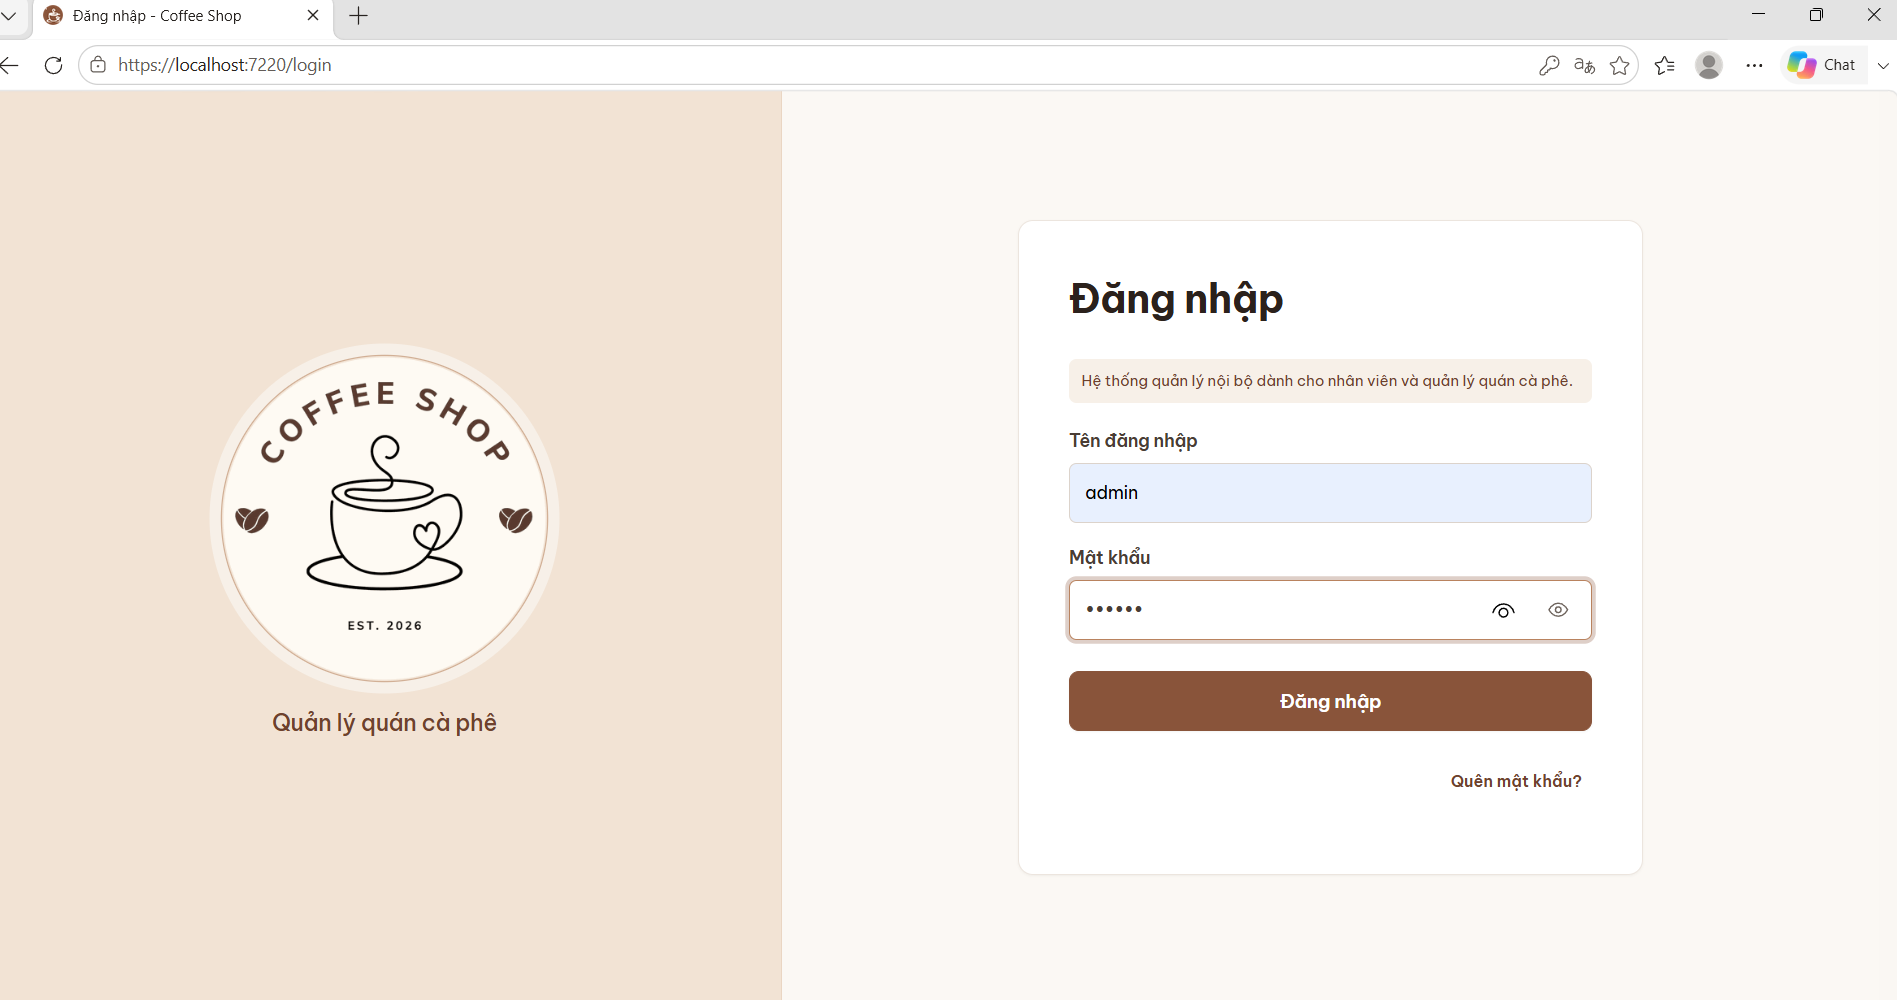 Đăng nhập - Coffee Shop
https://localhost:7220/login
Chat
COFFEE SHOP
EST. 2026
Quản lý quán cà phê
Đăng nhập
Hệ thống quản lý nội bộ dành cho nhân viên và quản lý quán cà phê.
Tên đăng nhập
admin
Mật khẩu
••••••
Đăng nhập
Quên mật khẩu?